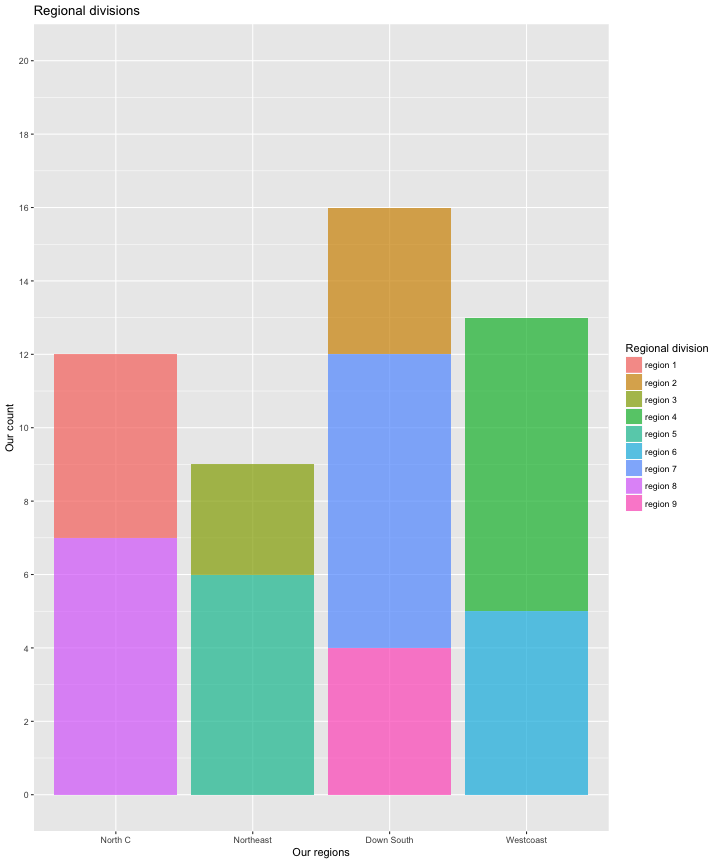 Regional divisions
Our count
20
18
16
14
12
10
8
6
4
2
0
North C Northeast Down South Westcoast
Our regions
Regional division
region 1
region 2
region 3
region 4
region 5
region 6
region 7
region 8
region 9